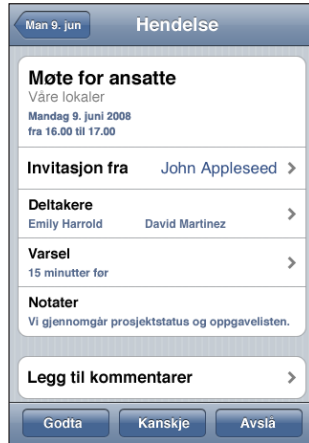 Man 9. jun
Hendelse
Møte for ansatte
Våre lokaler
Mandag 9. juni 2008
fra 16.00 til 17.00
Invitasjon fra John Appleseed
Deltakere
Emily Harrold David Martinez
Varsel
15 minutter før
Notater
Vi gjennomgår prosjektstatus og oppgavelisten.
Legg til kommentarer
Godta Kanskje Avslå